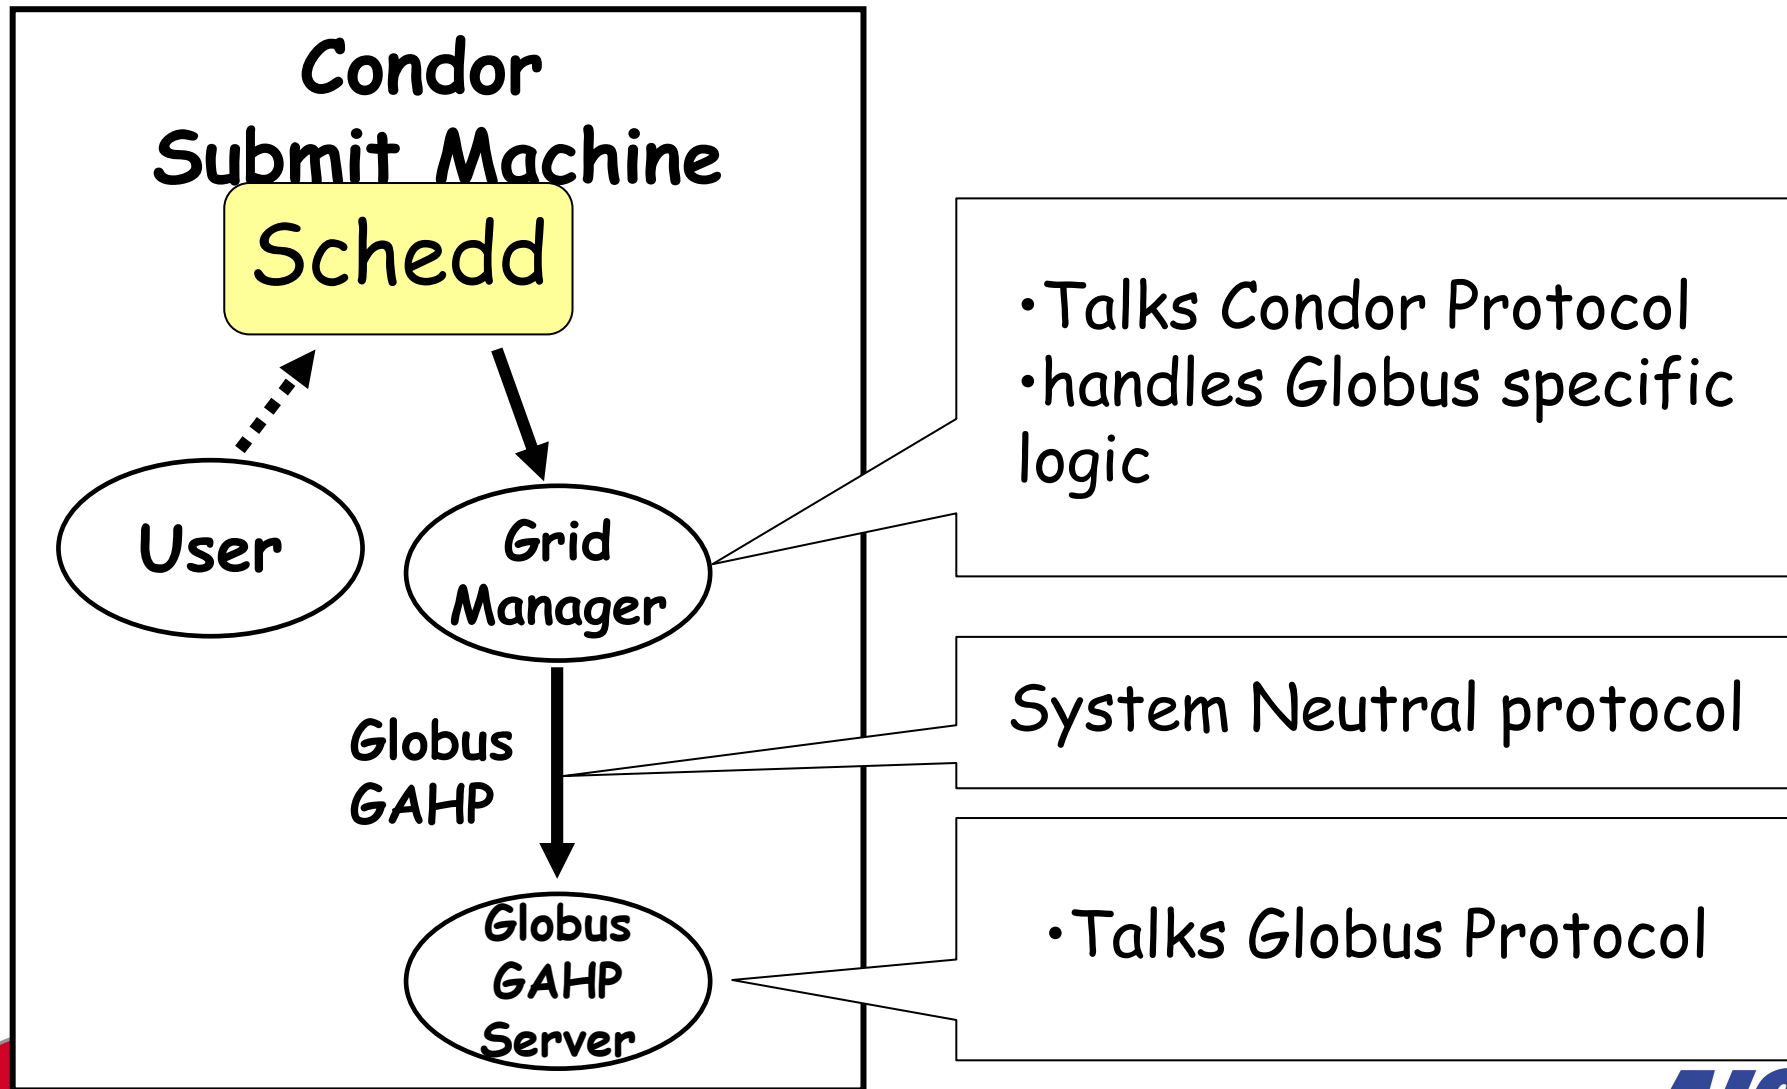 Condor
Submit Machine
Schedd
User
Grid
Manager
Globus
GAHP
Globus
GAHP
Server
•Talks Condor Protocol
•handles Globus specific
logic
System Neutral protocol
•Talks Globus Protocol